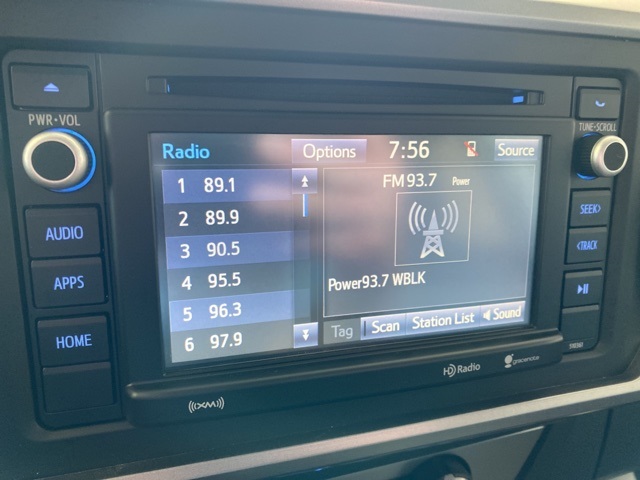 PWR•VOL
TUNE•SCROLL
Radio Options 7:56 Source
1 89.1
2 89.9
3 90.5
4 95.5
5 96.3
6 97.9
FM 93.7 Power
Power93.7 WBLK
Tag Scan Station List Sound
AUDIO
APPS
HOME
SEEK>
<TRACK
HD Radio
gracenote
((XM))